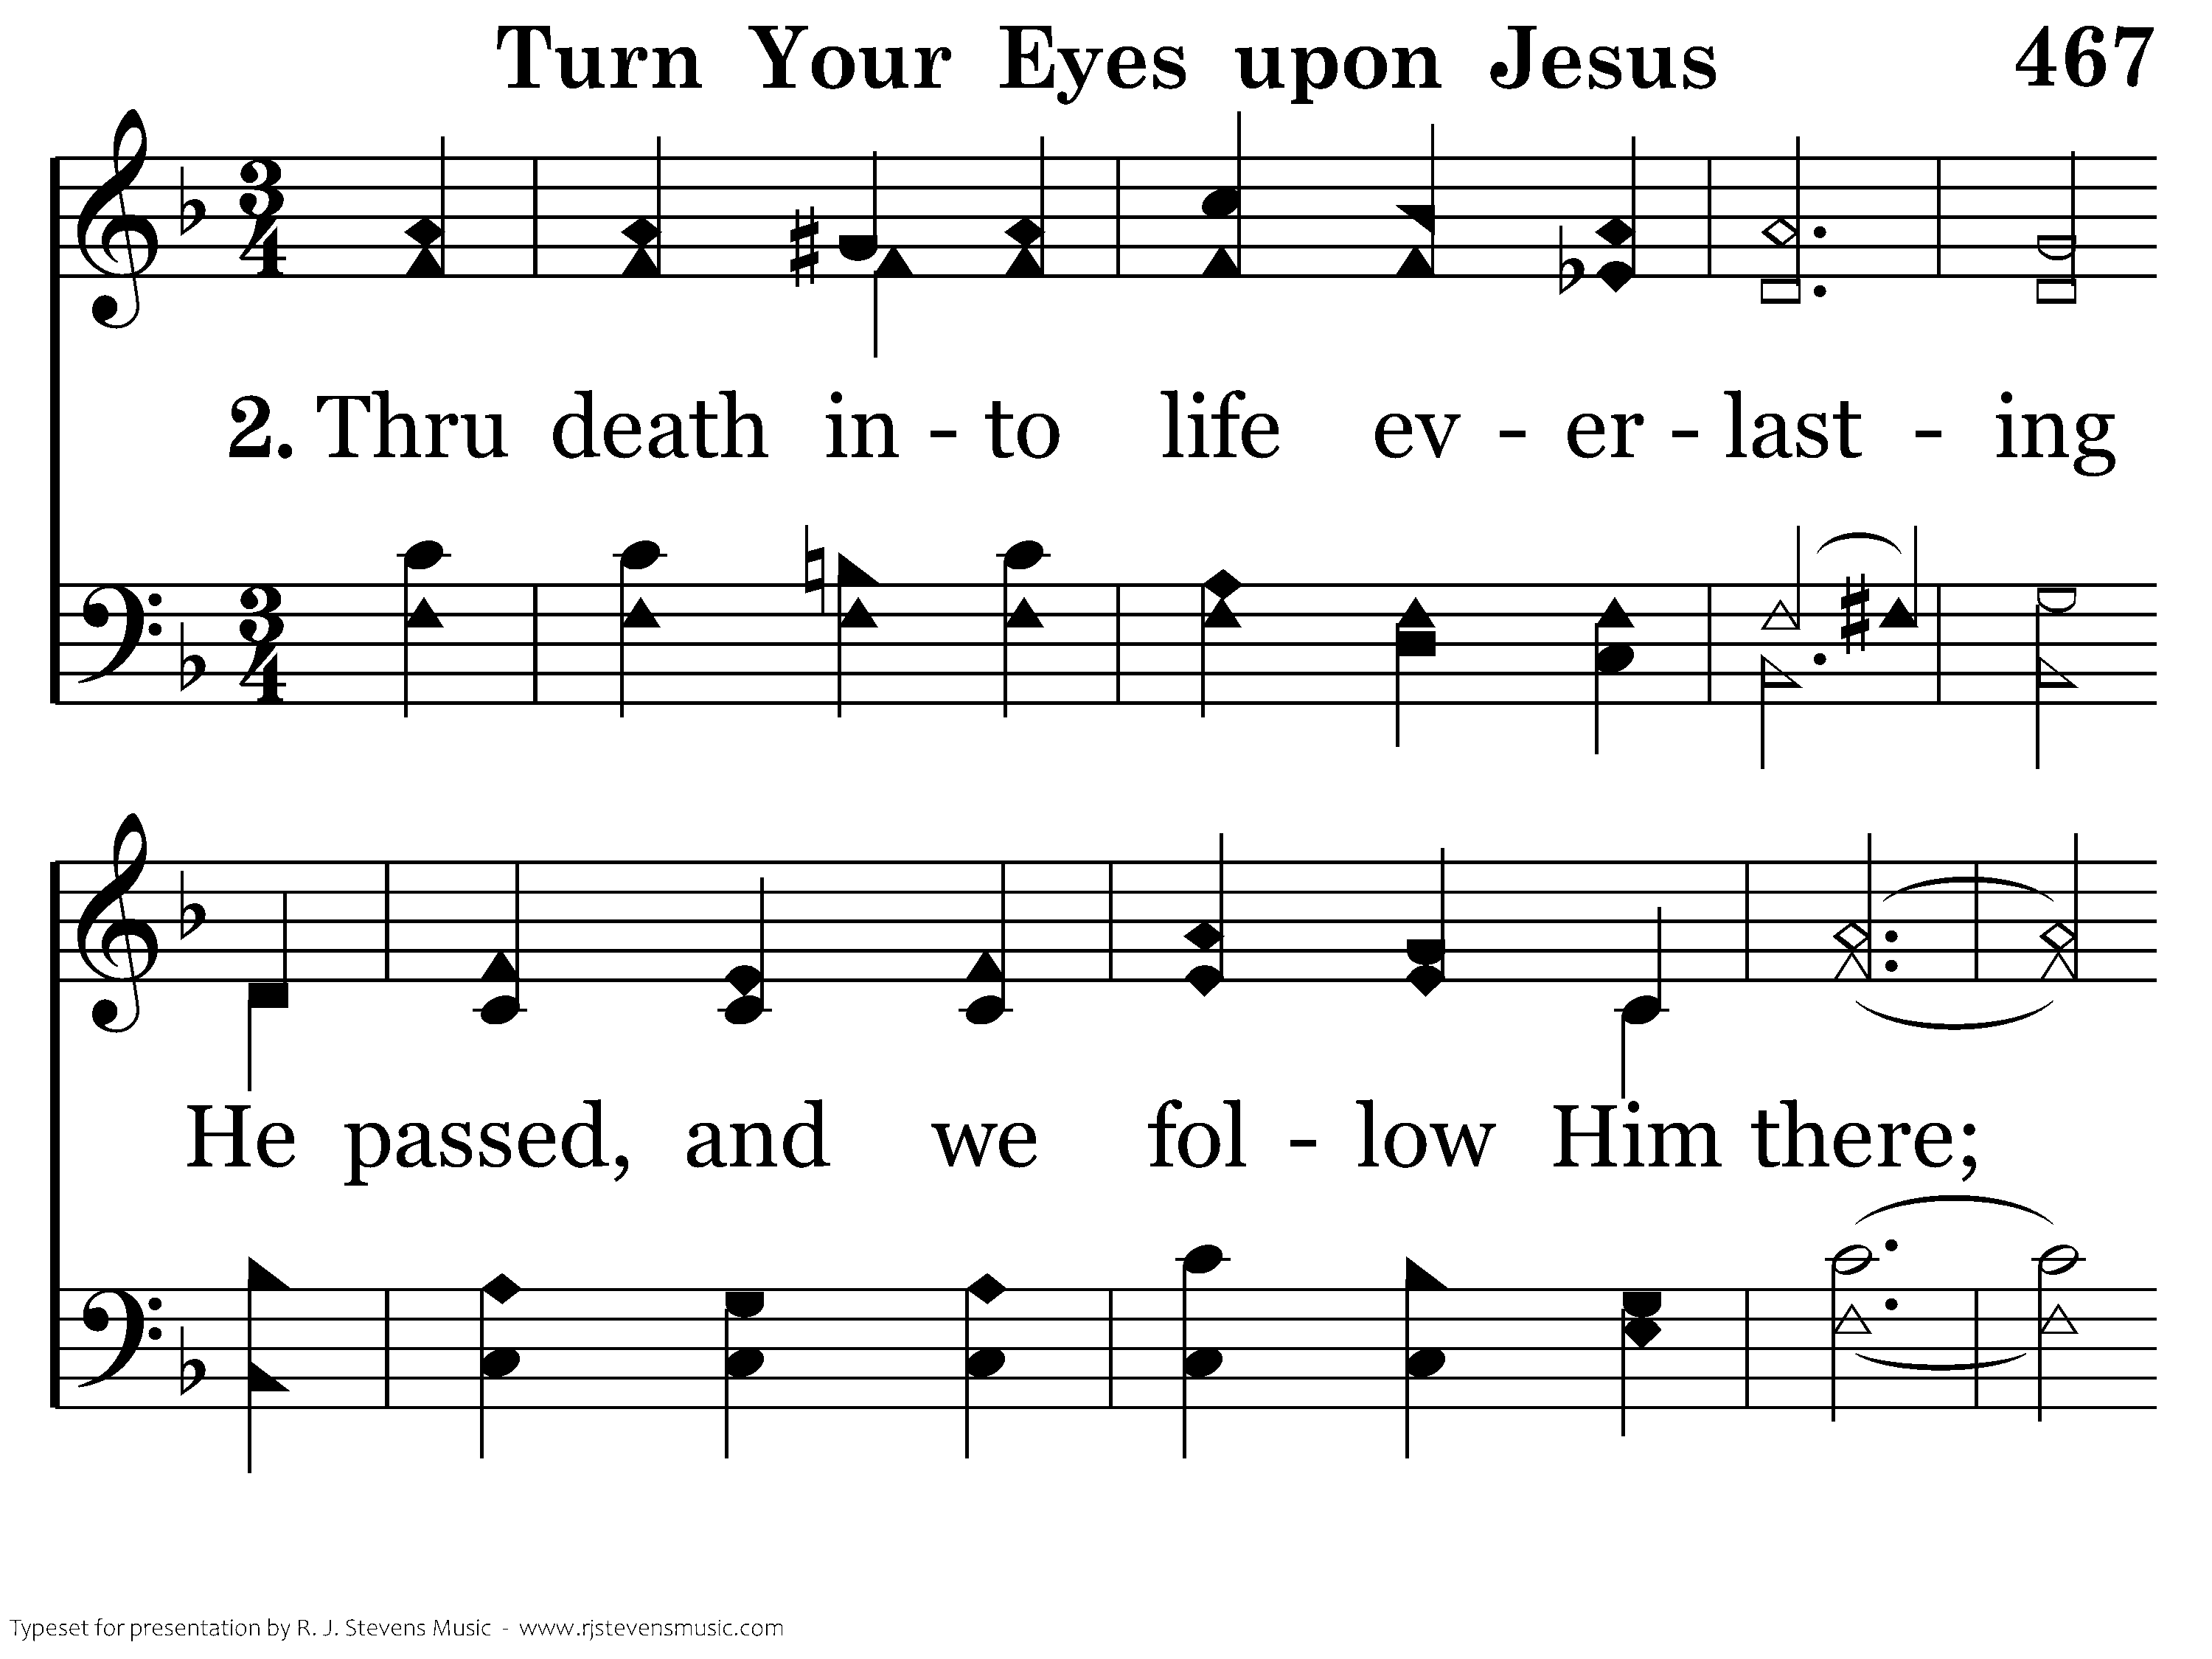 Turn Your Eyes upon Jesus 467
2. Thru death in - to life ev - er - last - ing
He passed, and we fol - low Him there;
Typeset for presentation by R. J. Stevens Music - www.rjstevensmusic.com